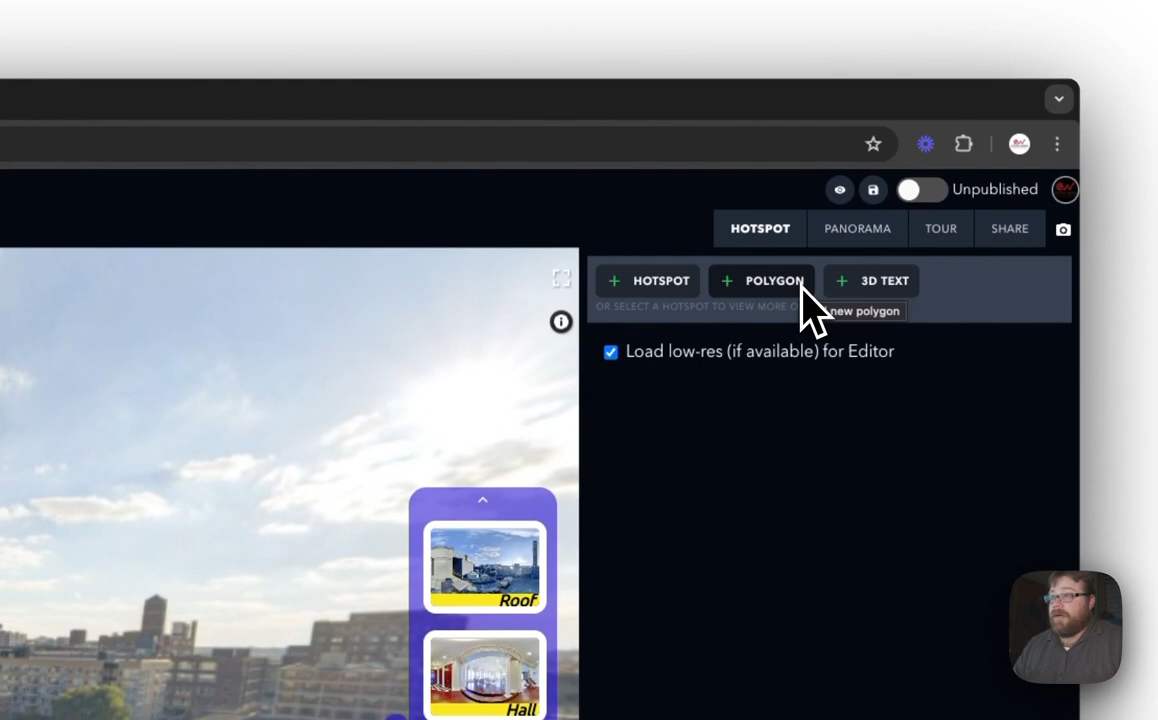 Unpublished
HOTSPOT PANORAMA TOUR SHARE
+ HOTSPOT + POLYGON + 3D TEXT
OR SELECT A HOTSPOT TO VIEW MORE
new polygon
Load low-res (if available) for Editor
Roof
Hall